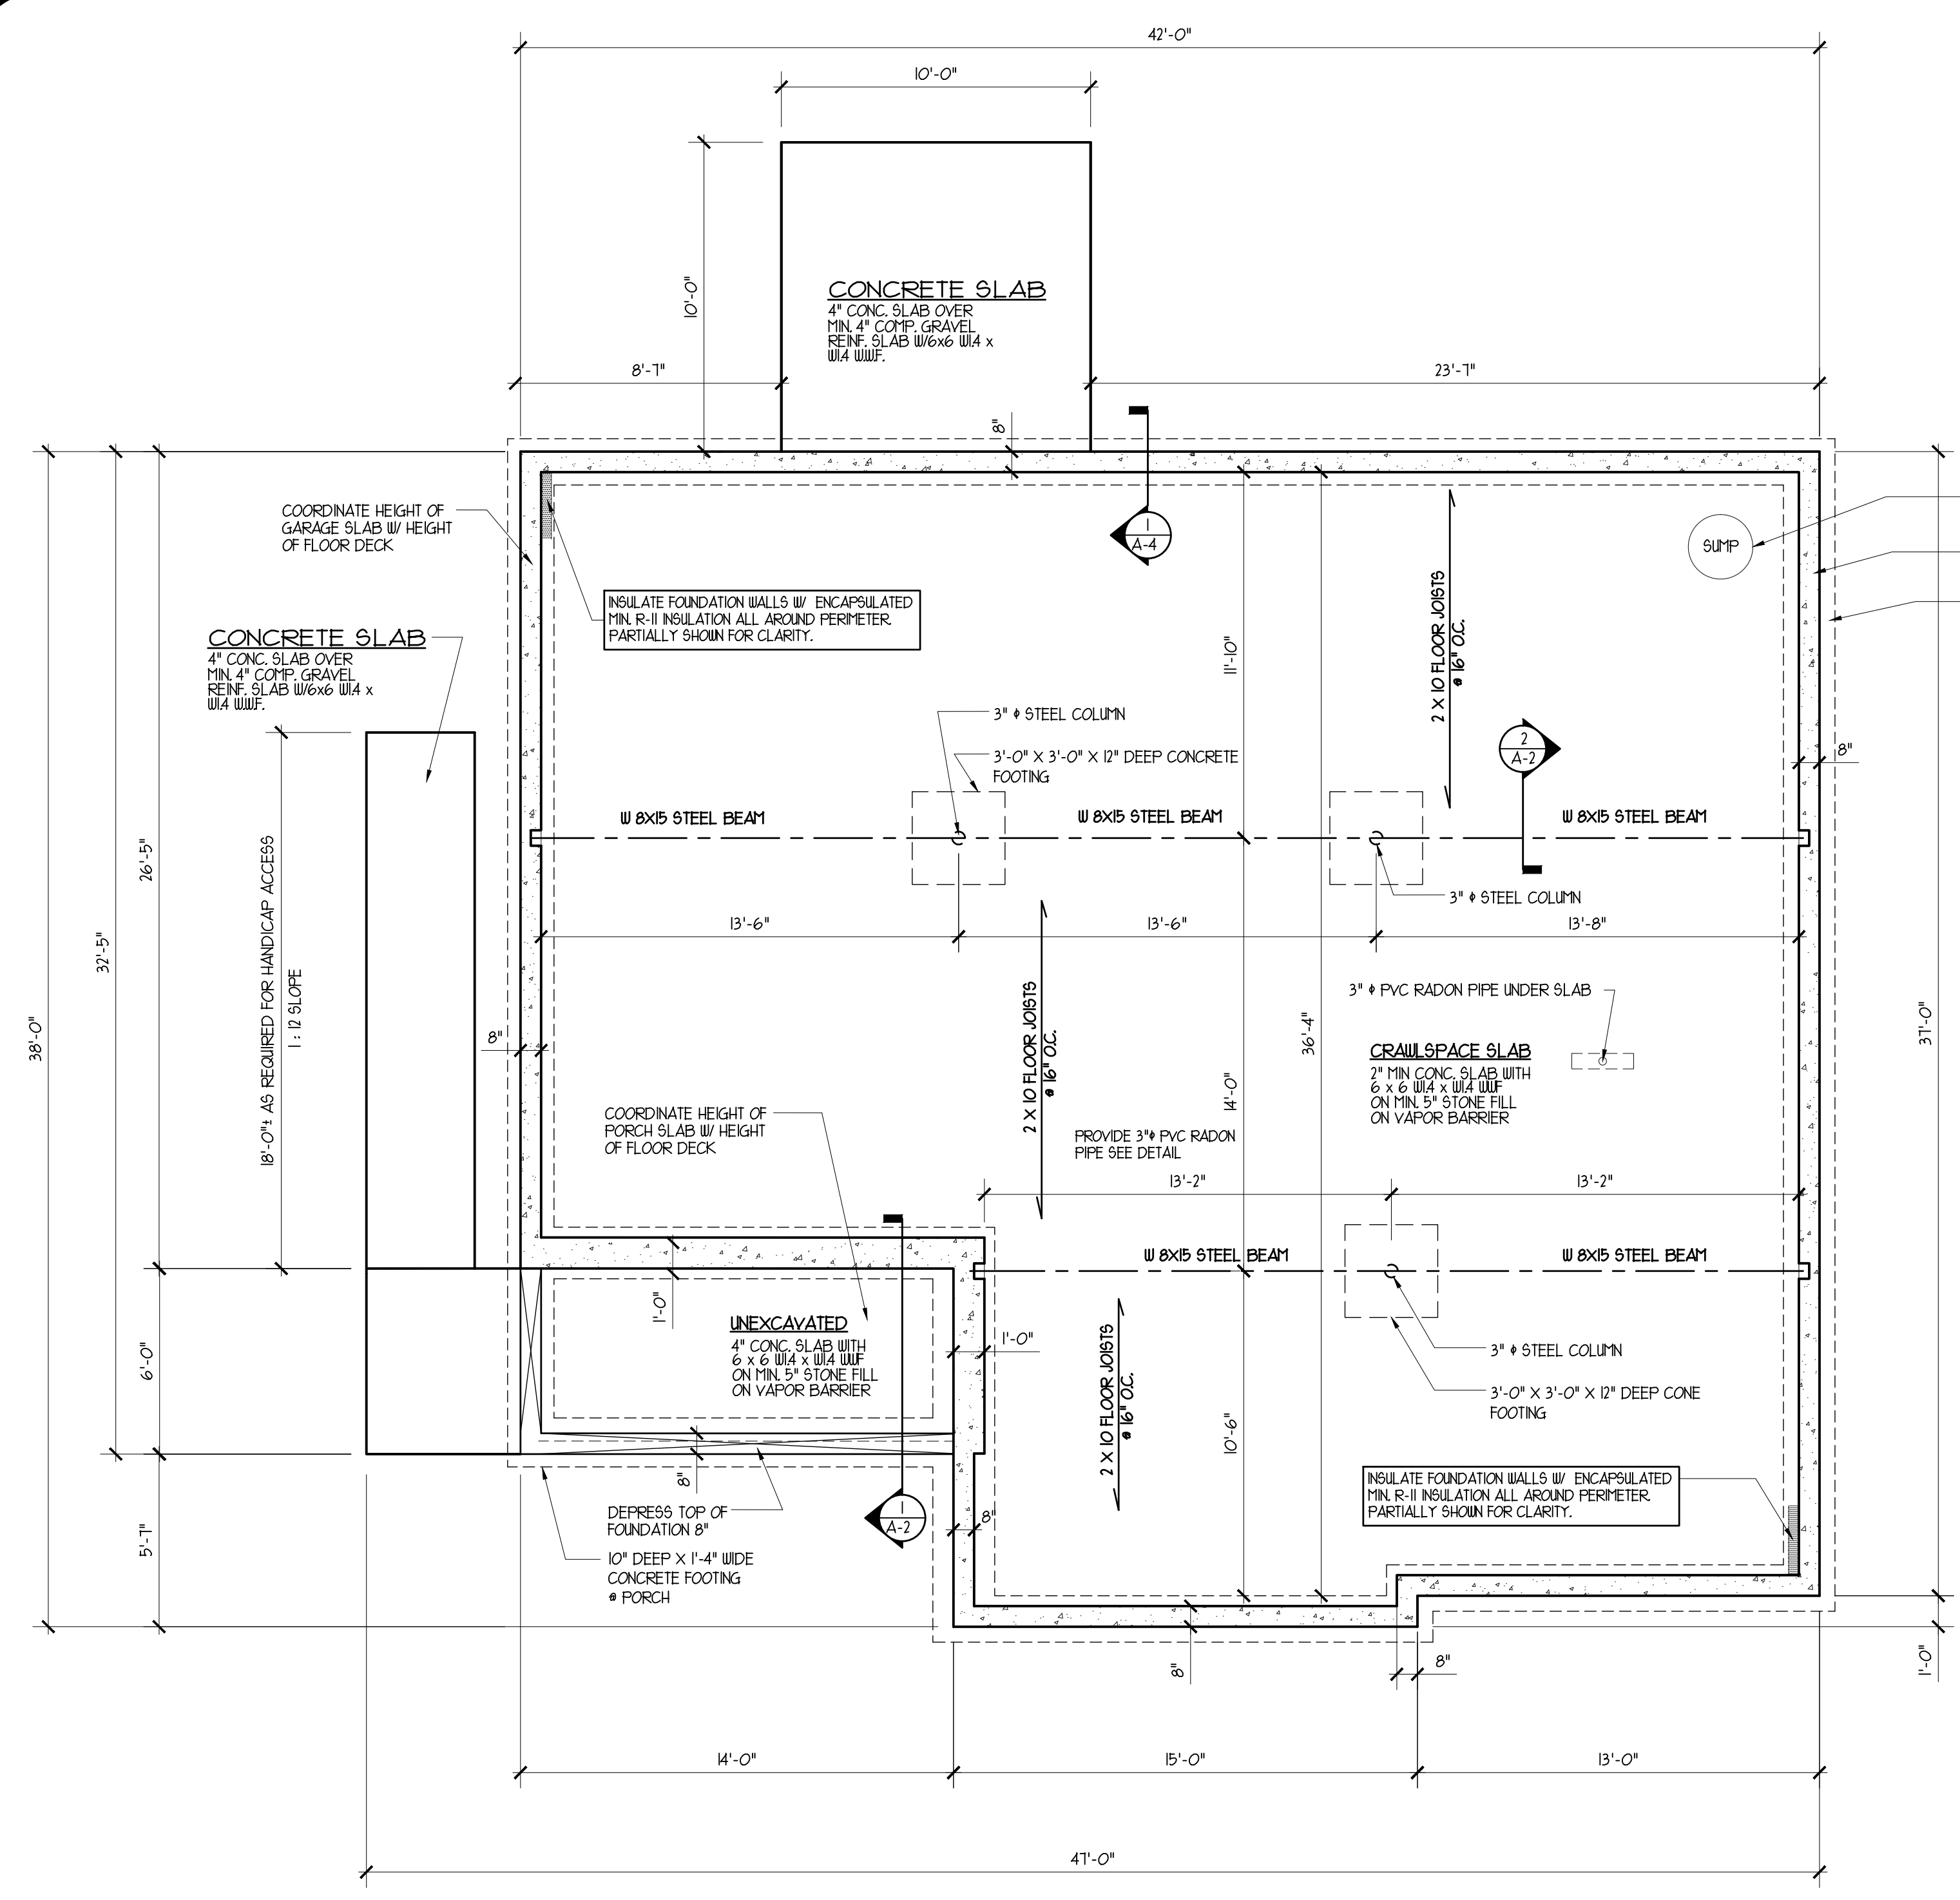 42'-0"
10'-0"
10'-0"
CONCRETE SLAB
4" CONC. SLAB OVER
MIN. 4" COMP. GRAVEL
REINF. SLAB W/6x6 W1.4 x
W1.4 W.W.F.
8'-7"
23'-7"
8"
COORDINATE HEIGHT OF
GARAGE SLAB W/ HEIGHT
OF FLOOR DECK
1
A-4
SUMP
INSULATE FOUNDATION WALLS W/ ENCAPSULATED
MIN. R-11 INSULATION ALL AROUND PERIMETER.
PARTIALLY SHOWN FOR CLARITY.
2 X 10 FLOOR JOISTS
@ 16" O.C.
11'-10"
CONCRETE SLAB
4" CONC. SLAB OVER
MIN. 4" COMP. GRAVEL
REINF. SLAB W/6x6 W1.4 x
W1.4 W.W.F.
3" ϕ STEEL COLUMN
3'-0" X 3'-0" X 12" DEEP CONCRETE
FOOTING
2
A-2
8"
W 8X15 STEEL BEAM
W 8X15 STEEL BEAM
W 8X15 STEEL BEAM
3" ϕ STEEL COLUMN
26'-5"
32'-5"
38'-0"
18'-0"± AS REQUIRED FOR HANDICAP ACCESS
1 : 12 SLOPE
13'-6"
13'-6"
13'-8"
3" ϕ PVC RADON PIPE UNDER SLAB
8"
2 X 10 FLOOR JOISTS
@ 16" O.C.
36'-4"
37'-0"
CRAWLSPACE SLAB
2" MIN CONC. SLAB WITH
6 x 6 W1.4 x W1.4 WWF
ON MIN. 5" STONE FILL
ON VAPOR BARRIER
14'-0"
COORDINATE HEIGHT OF
PORCH SLAB W/ HEIGHT
OF FLOOR DECK
PROVIDE 3"ϕ PVC RADON
PIPE SEE DETAIL
13'-2"
13'-2"
W 8X15 STEEL BEAM
W 8X15 STEEL BEAM
1'-0"
UNEXCAVATED
4" CONC. SLAB WITH
6 x 6 W1.4 x W1.4 WWF
ON MIN. 5" STONE FILL
ON VAPOR BARRIER
1'-0"
6'-0"
2 X 10 FLOOR JOISTS
@ 16" O.C.
10'-6"
3" ϕ STEEL COLUMN
3'-0" X 3'-0" X 12" DEEP CONE
FOOTING
8"
INSULATE FOUNDATION WALLS W/ ENCAPSULATED
MIN. R-11 INSULATION ALL AROUND PERIMETER.
PARTIALLY SHOWN FOR CLARITY.
5'-7"
DEPRESS TOP OF
FOUNDATION 8"
1
A-2
8"
10" DEEP X 1'-4" WIDE
CONCRETE FOOTING
@ PORCH
8"
8"
1'-0"
14'-0"
15'-0"
13'-0"
47'-0"